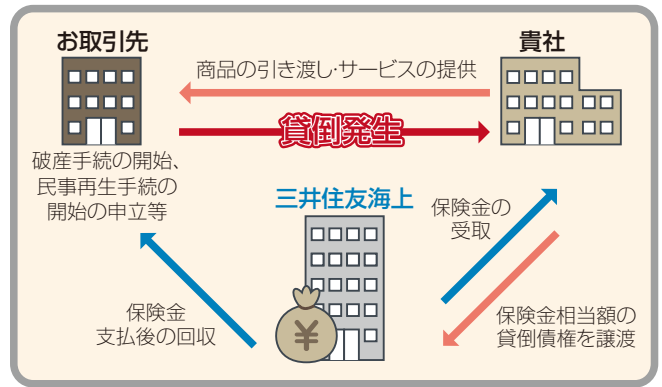 お取引先
貴社
商品の引き渡し・サービスの提供
貸倒発生
破産手続の開始、
民事再生手続の
開始の申立等
三井住友海上
保険金の
受取
保険金
支払後の回収
¥
保険金相当額の
貸倒債権を譲渡